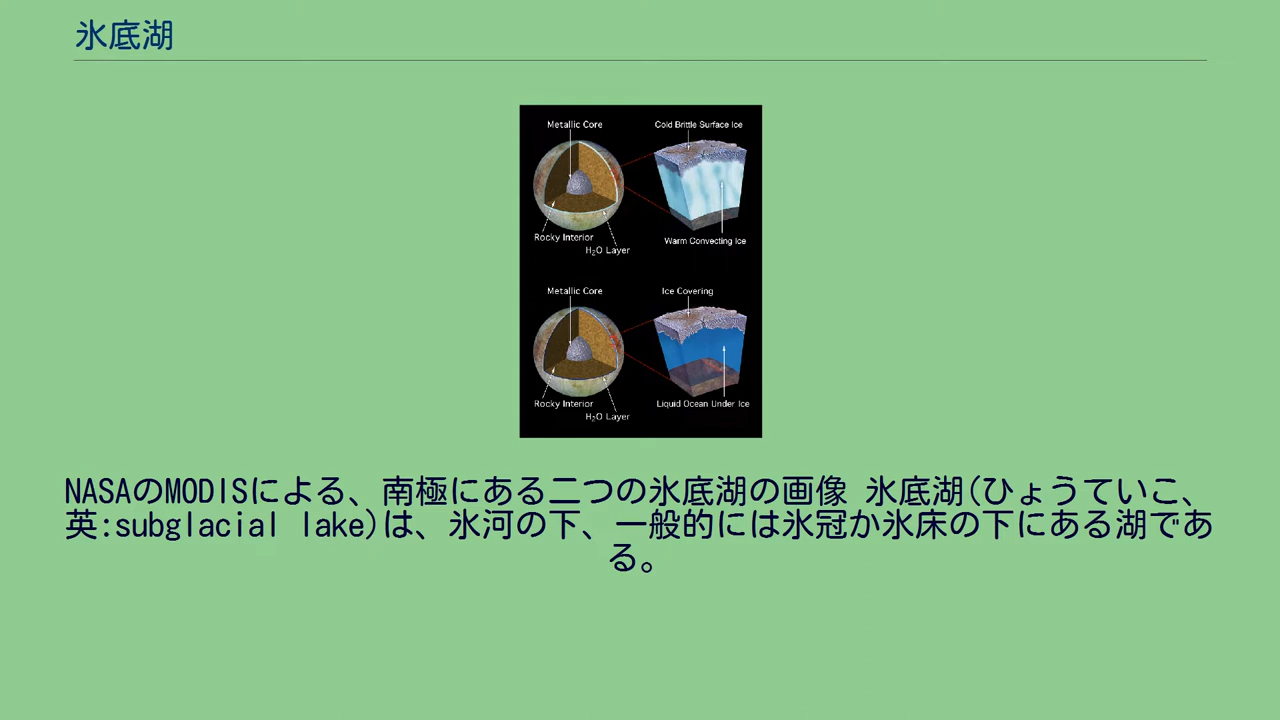 氷底湖
Metallic Core
Cold Brittle Surface Ice
Rocky Interior
H₂O Layer
Warm Convecting Ice
Metallic Core
Ice Covering
Rocky Interior
H₂O Layer
Liquid Ocean Under Ice
NASAのMODISによる、南極にある二つの氷底湖の画像 氷底湖(ひょうていこ、
英:subglacial lake)は、氷河の下、一般的には氷冠か氷床の下にある湖であ
る。